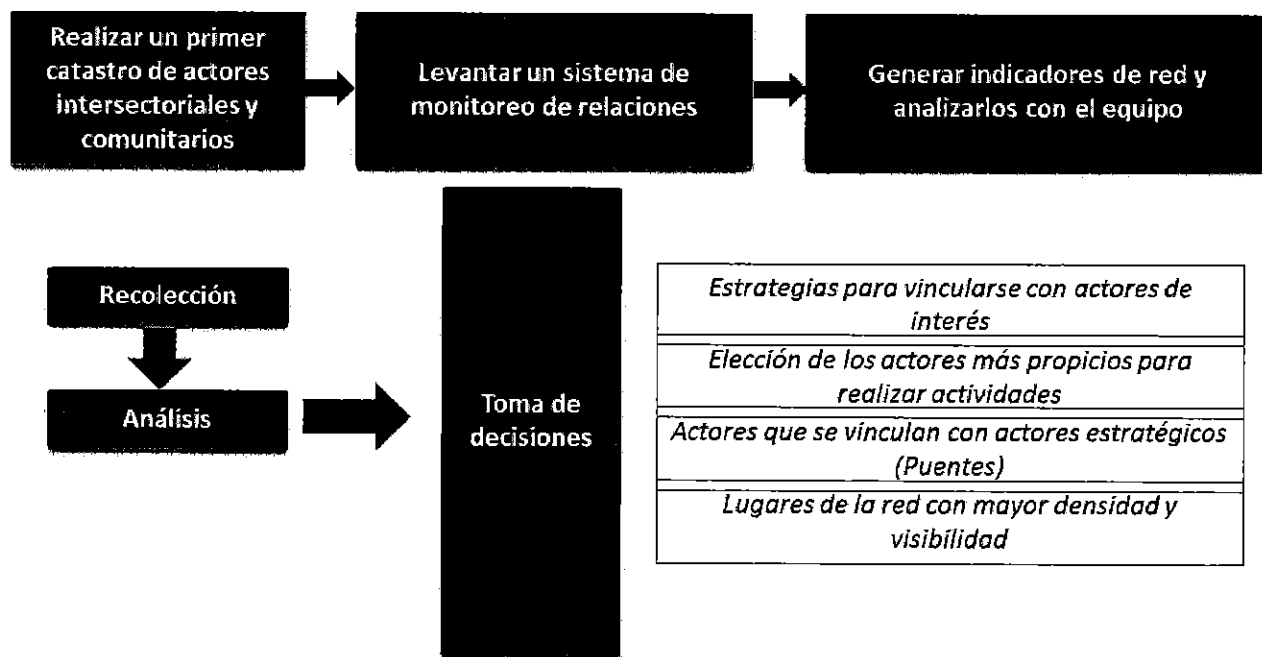 Realizar un primer
catastro de actores
intersectoriales y
comunitarios
Levantar un sistema de
monitoreo de relaciones
Generar indicadores de red y
analizarlos con el equipo
Recolección
Análisis
Toma de
decisiones
Estrategias para vincularse con actores de
interés
Elección de los actores más propicios para
realizar actividades
Actores que se vinculan con actores estratégicos
(Puentes)
Lugares de la red con mayor densidad y
visibilidad